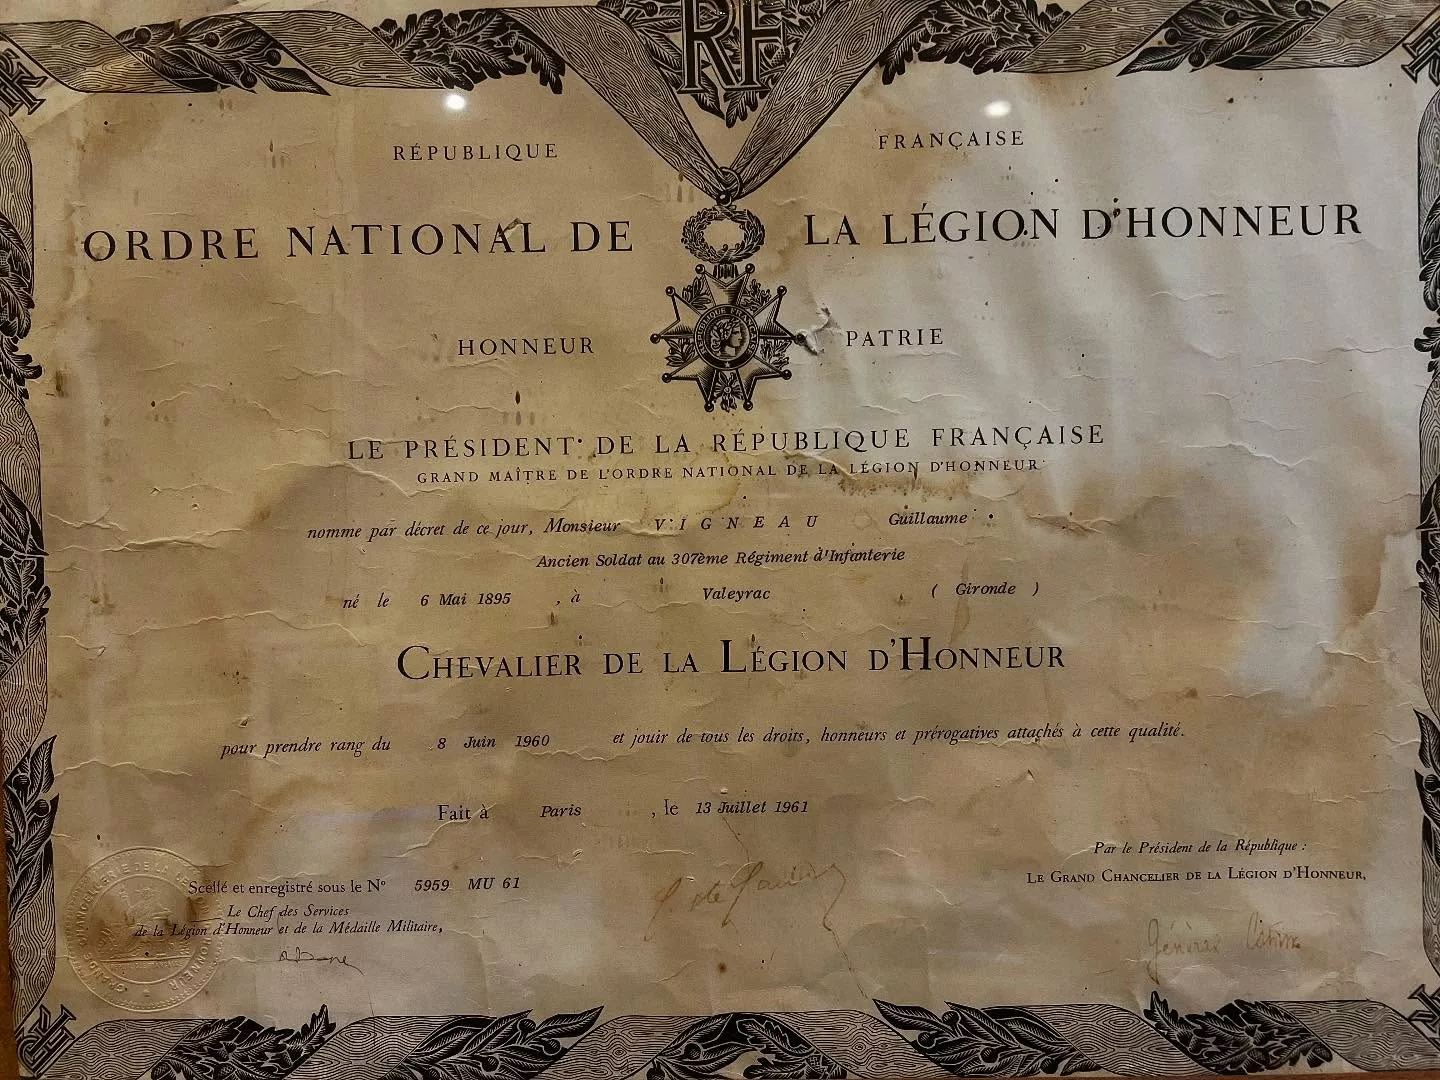 RF
RÉPUBLIQUE FRANÇAISE
ORDRE NATIONAL DE LA LÉGION D'HONNEUR
HONNEUR PATRIE
LE PRÉSIDENT DE LA RÉPUBLIQUE FRANÇAISE
GRAND MAÎTRE DE L'ORDRE NATIONAL DE LA LÉGION D'HONNEUR
nomme par décret de ce jour, Monsieur VIGNEAU Guillaume
Ancien Soldat au 307ème Régiment d'Infanterie
né le 6 Mai 1895 , à Valeyrac ( Gironde )
CHEVALIER DE LA LÉGION D'HONNEUR
pour prendre rang du 8 Juin 1960 et jouir de tous les droits, honneurs et prérogatives attachés à cette qualité.
Fait à Paris , le 13 Juillet 1961
Par le Président de la République :
LE GRAND CHANCELIER DE LA LÉGION D'HONNEUR,
Scellé et enregistré sous le N° 5959 MU 61
Le Chef des Services
de la Légion d'Honneur et de la Médaille Militaire,
Général